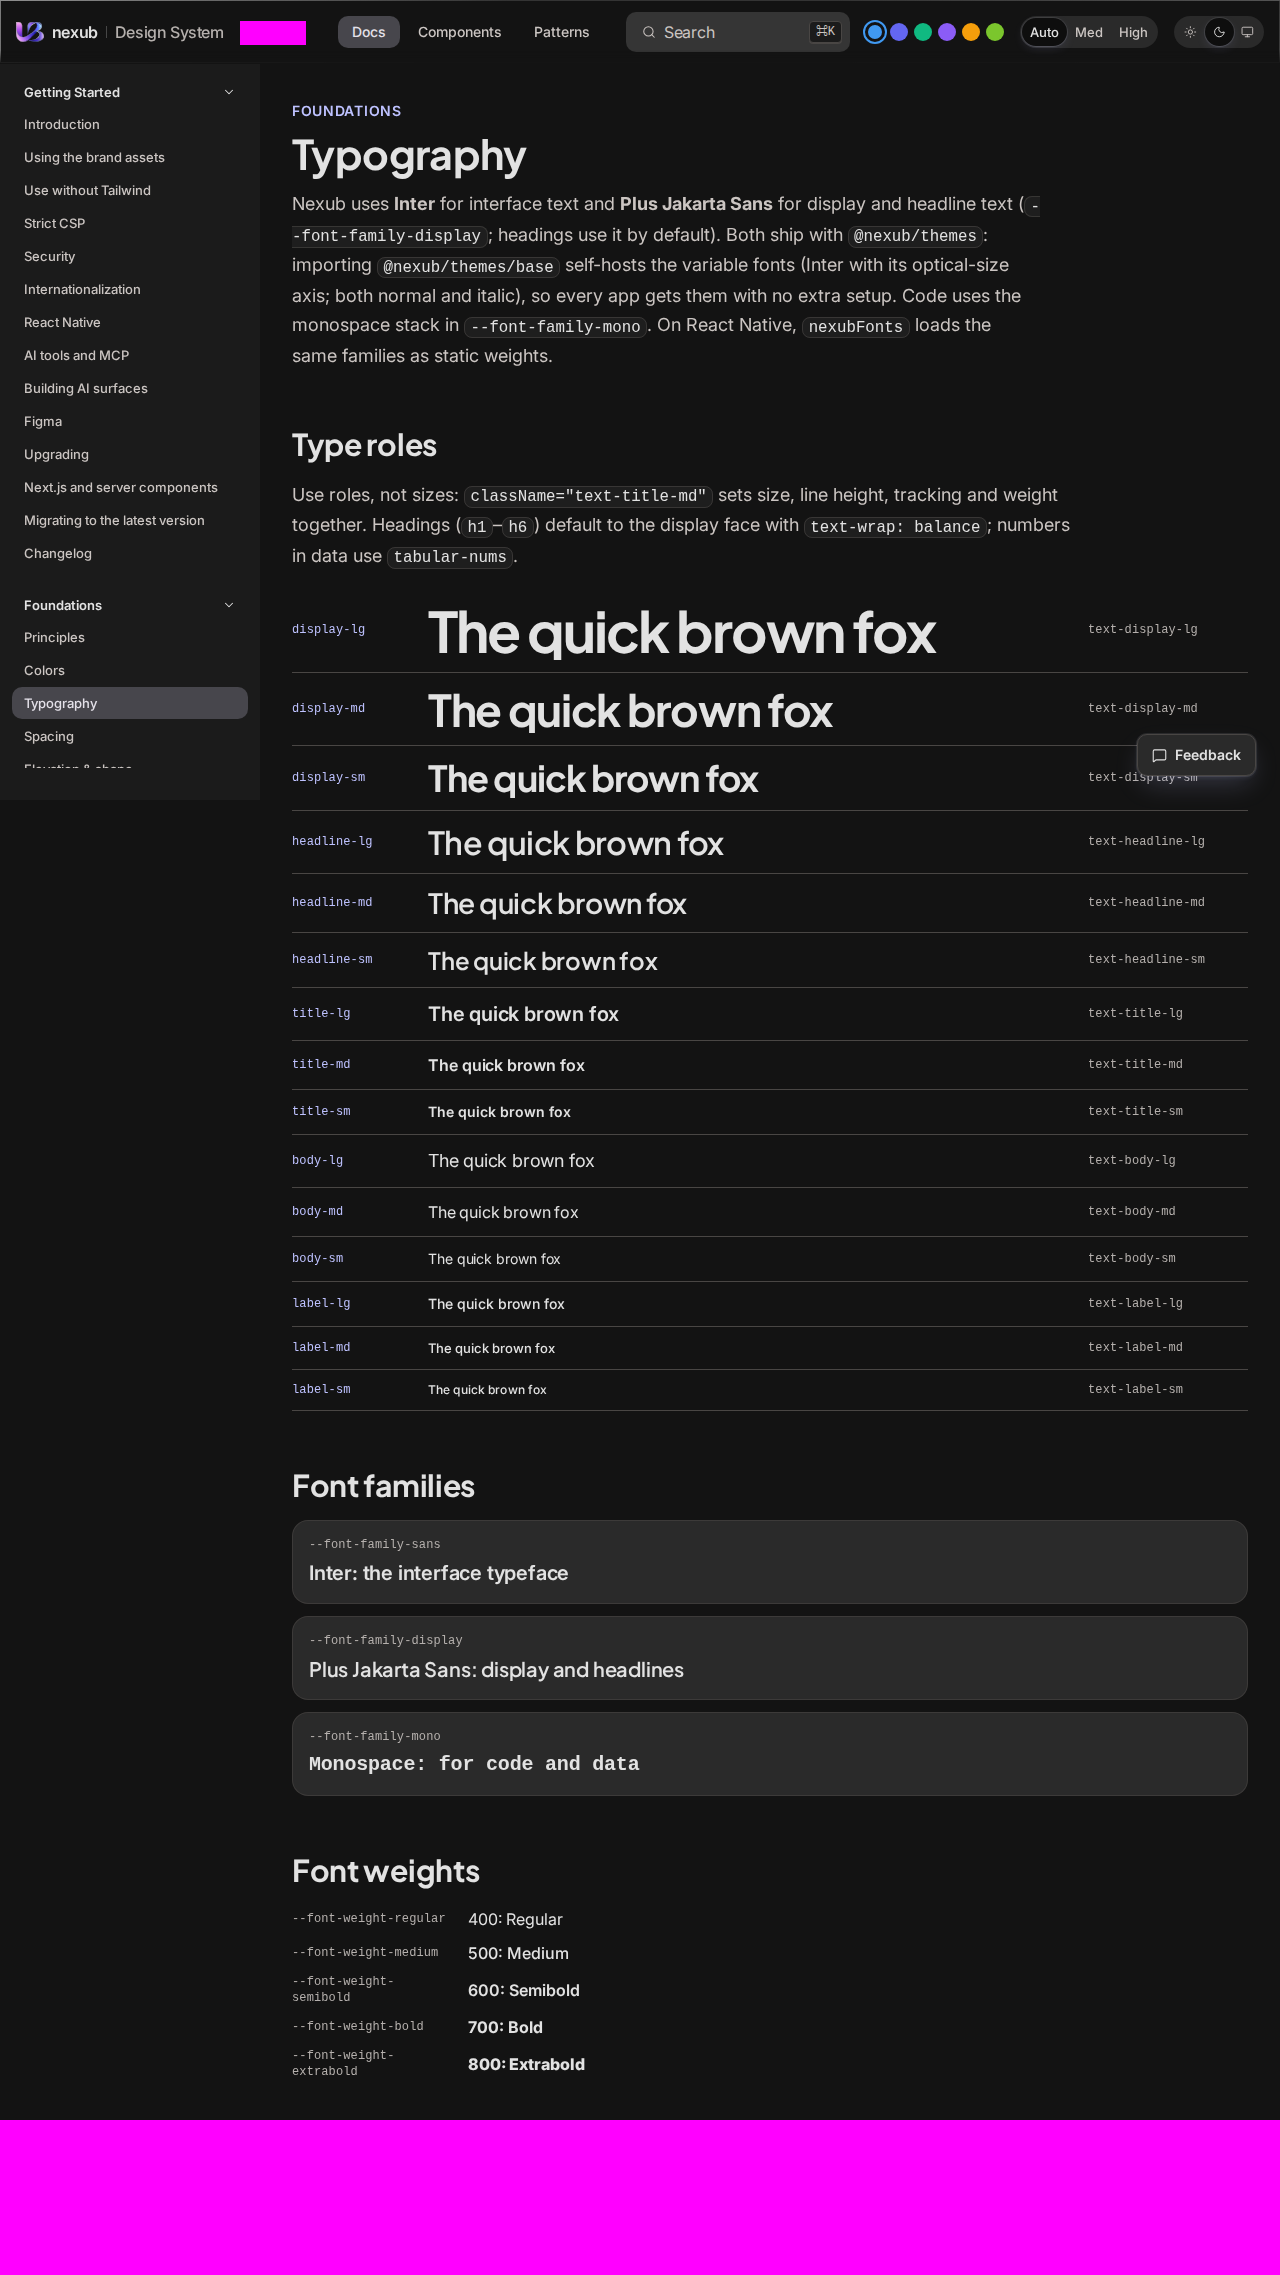 nexub Design System Docs Components Patterns Search ⌘K Auto Med High
Getting Started
Introduction
Using the brand assets
Use without Tailwind
Strict CSP
Security
Internationalization
React Native
AI tools and MCP
Building AI surfaces
Figma
Upgrading
Next.js and server components
Migrating to the latest version
Changelog
Foundations
Principles
Colors
Typography
Spacing
FOUNDATIONS
Typography
Nexub uses Inter for interface text and Plus Jakarta Sans for display and headline text (-
-font-family-display; headings use it by default). Both ship with @nexub/themes:
importing @nexub/themes/base self-hosts the variable fonts (Inter with its optical-size
axis; both normal and italic), so every app gets them with no extra setup. Code uses the
monospace stack in --font-family-mono. On React Native, nexubFonts loads the
same families as static weights.
Type roles
Use roles, not sizes: className="text-title-md" sets size, line height, tracking and weight
together. Headings (h1–h6) default to the display face with text-wrap: balance; numbers
in data use tabular-nums.
display-lg The quick brown fox text-display-lg
display-md The quick brown fox text-display-md
Feedback
display-sm The quick brown fox text-display-sm
headline-lg The quick brown fox text-headline-lg
headline-md The quick brown fox text-headline-md
headline-sm The quick brown fox text-headline-sm
title-lg The quick brown fox text-title-lg
title-md The quick brown fox text-title-md
title-sm The quick brown fox text-title-sm
body-lg The quick brown fox text-body-lg
body-md The quick brown fox text-body-md
body-sm The quick brown fox text-body-sm
label-lg The quick brown fox text-label-lg
label-md The quick brown fox text-label-md
label-sm The quick brown fox text-label-sm
Font families
--font-family-sans
Inter: the interface typeface
--font-family-display
Plus Jakarta Sans: display and headlines
--font-family-mono
Monospace: for code and data
Font weights
--font-weight-regular 400: Regular
--font-weight-medium 500: Medium
--font-weight-
semibold 600: Semibold
--font-weight-bold 700: Bold
--font-weight-
extrabold 800: Extrabold